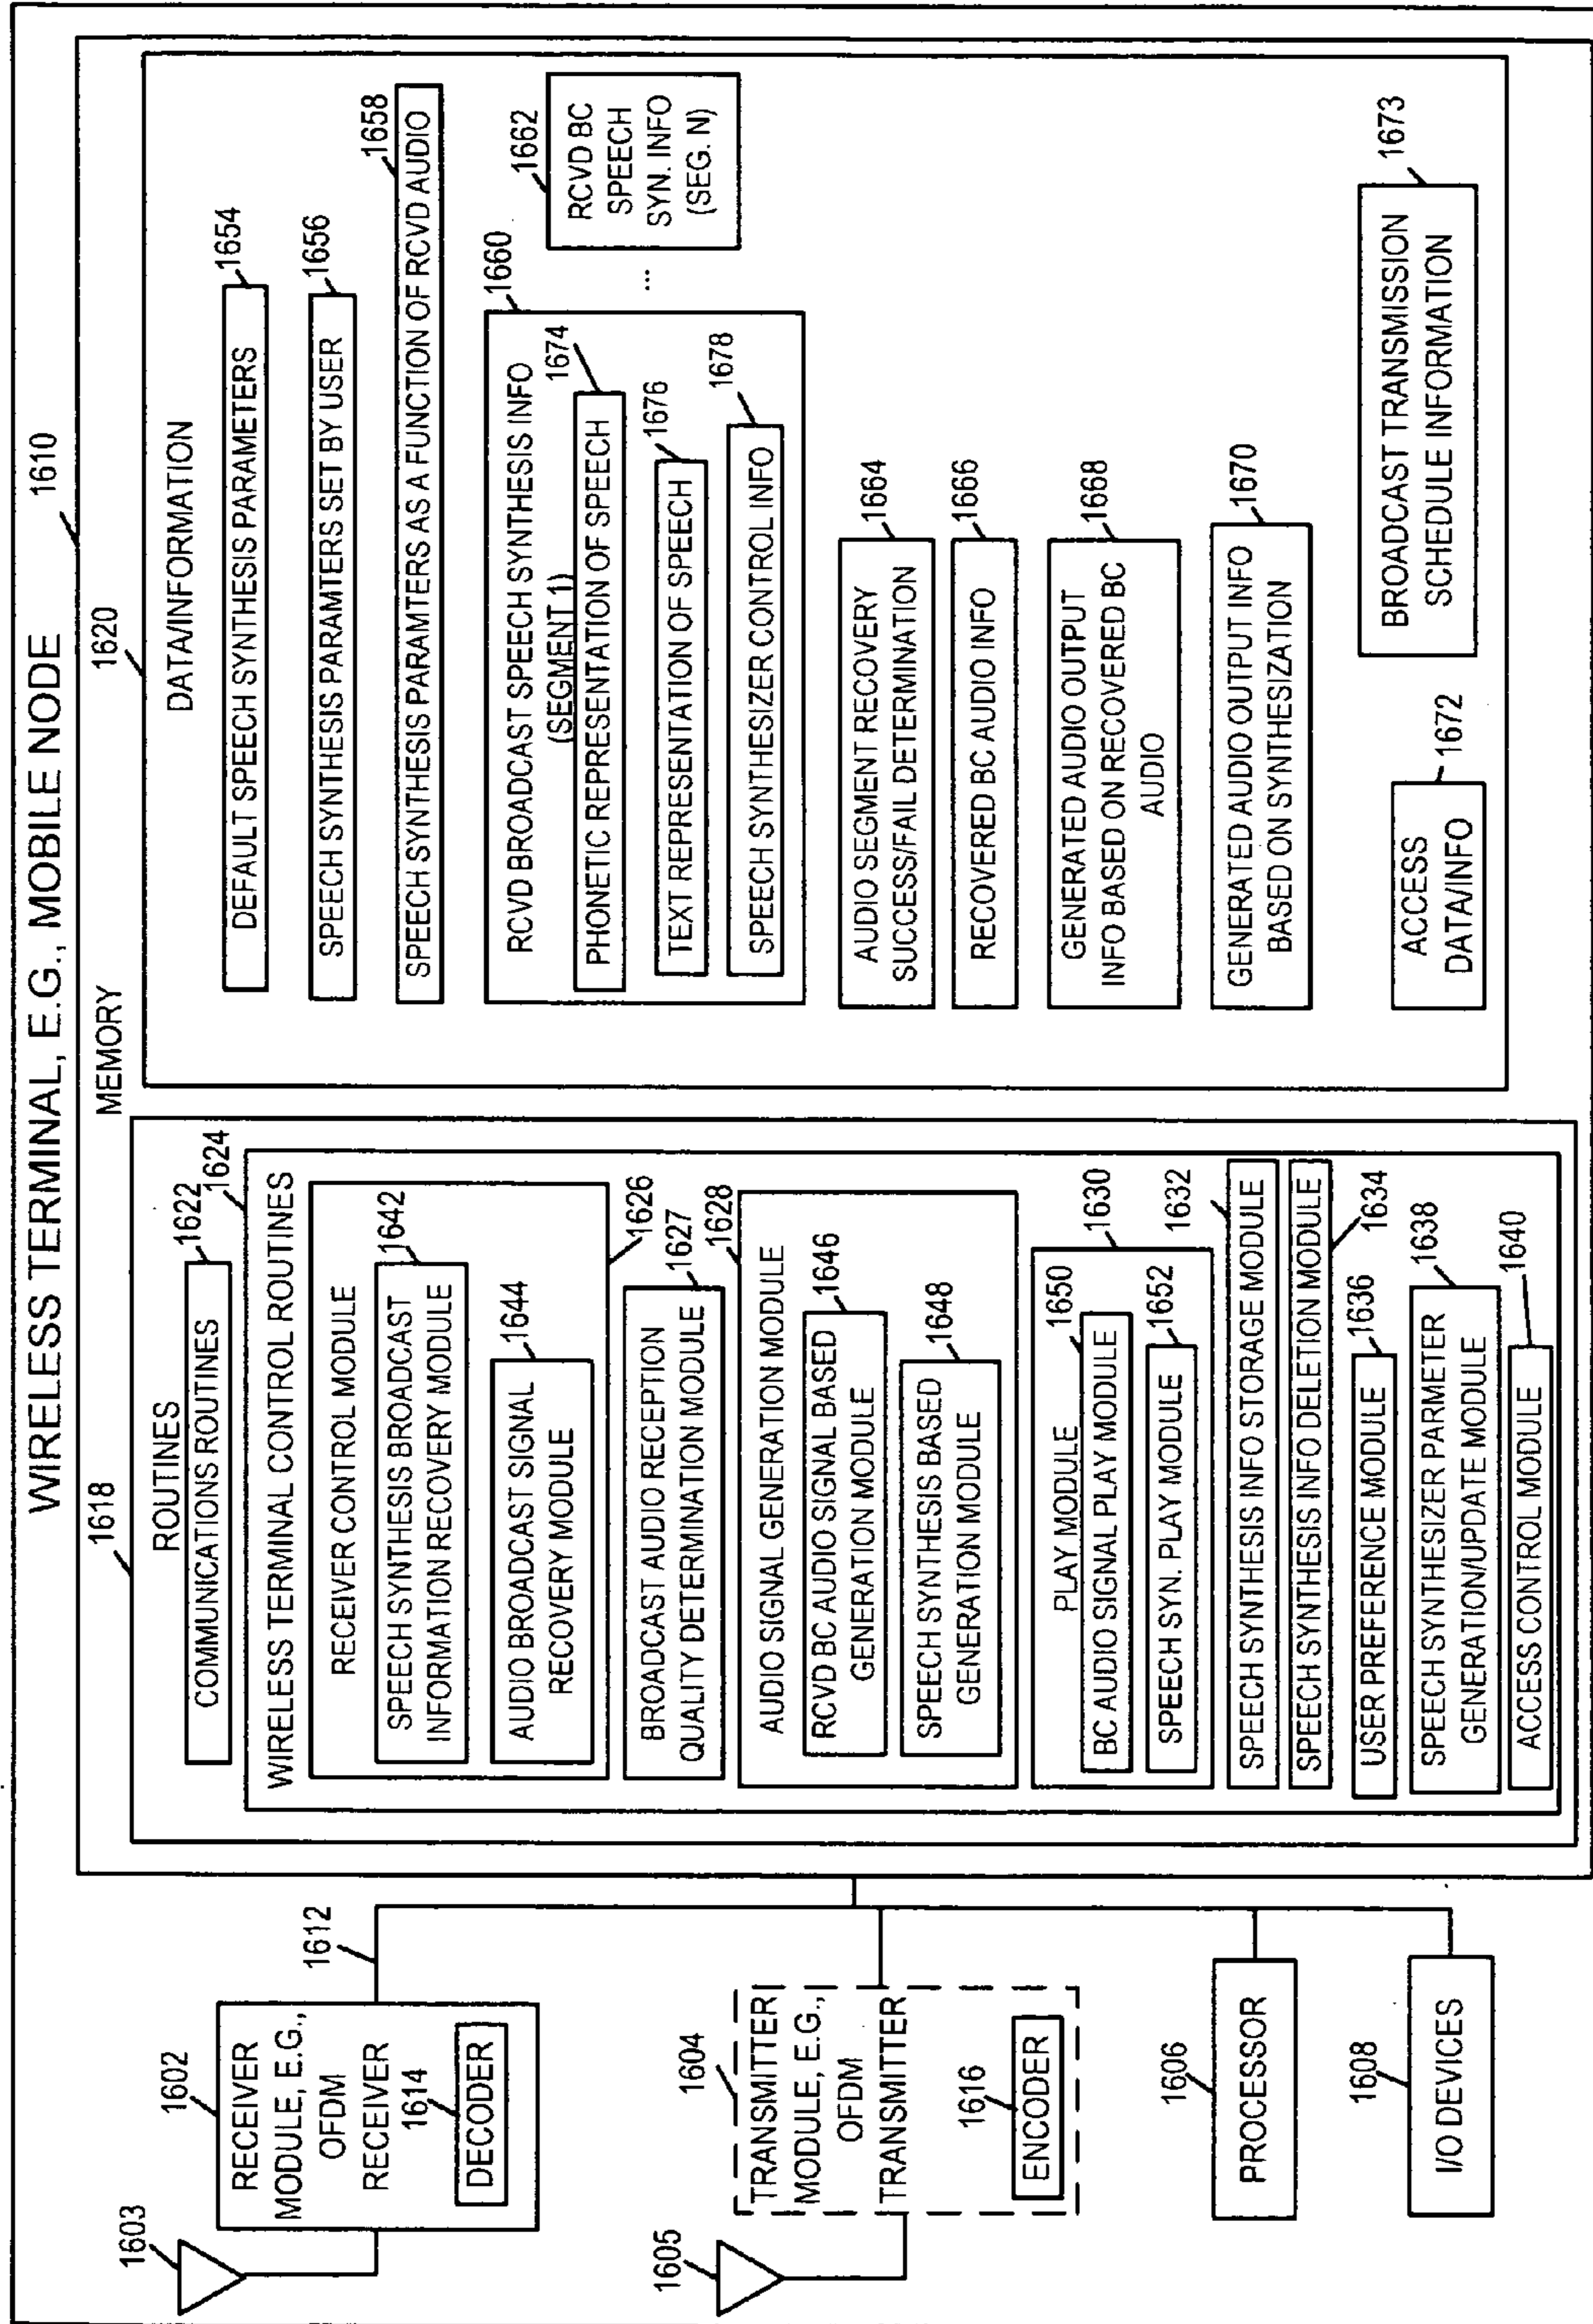 WIRELESS TERMINAL, E.G., MOBILE NODE
1603
1602
RECEIVER
MODULE, E.G.,
OFDM
RECEIVER
1614
DECODER
1612
1605
1604
TRANSMITTER
MODULE, E.G.,
OFDM
TRANSMITTER
1616
ENCODER
1606
PROCESSOR
1608
I/O DEVICES
1610
MEMORY
1618
ROUTINES
COMMUNICATIONS ROUTINES
1622
1624
WIRELESS TERMINAL CONTROL ROUTINES
RECEIVER CONTROL MODULE
1642
SPEECH SYNTHESIS BROADCAST
INFORMATION RECOVERY MODULE
1644
AUDIO BROADCAST SIGNAL
RECOVERY MODULE
1626
1627
BROADCAST AUDIO RECEPTION
QUALITY DETERMINATION MODULE
1628
AUDIO SIGNAL GENERATION MODULE
1646
RCVD BC AUDIO SIGNAL BASED
GENERATION MODULE
1648
SPEECH SYNTHESIS BASED
GENERATION MODULE
1630
PLAY MODULE
1650
BC AUDIO SIGNAL PLAY MODULE
1652
SPEECH SYN. PLAY MODULE
1632
SPEECH SYNTHESIS INFO STORAGE MODULE
SPEECH SYNTHESIS INFO DELETION MODULE
1634
USER PREFERENCE MODULE
1636
1638
SPEECH SYNTHESIZER PARMETER
GENERATION/UPDATE MODULE
1640
ACCESS CONTROL MODULE
1620
DATA/INFORMATION
DEFAULT SPEECH SYNTHESIS PARAMETERS
1654
SPEECH SYNTHESIS PARAMTERS SET BY USER
1656
SPEECH SYNTHESIS PARAMTERS AS A FUNCTION OF RCVD AUDIO
1658
1660
RCVD BROADCAST SPEECH SYNTHESIS INFO
(SEGMENT 1)
1674
PHONETIC REPRESENTATION OF SPEECH
1676
TEXT REPRESENTATION OF SPEECH
1678
SPEECH SYNTHESIZER CONTROL INFO
...
1662
RCVD BC
SPEECH
SYN. INFO
(SEG. N)
1664
AUDIO SEGMENT RECOVERY
SUCCESS/FAIL DETERMINATION
1666
RECOVERED BC AUDIO INFO
1668
GENERATED AUDIO OUTPUT
INFO BASED ON RECOVERED BC
AUDIO
1670
GENERATED AUDIO OUTPUT INFO
BASED ON SYNTHESIZATION
1672
ACCESS
DATA/INFO
1673
BROADCAST TRANSMISSION
SCHEDULE INFORMATION